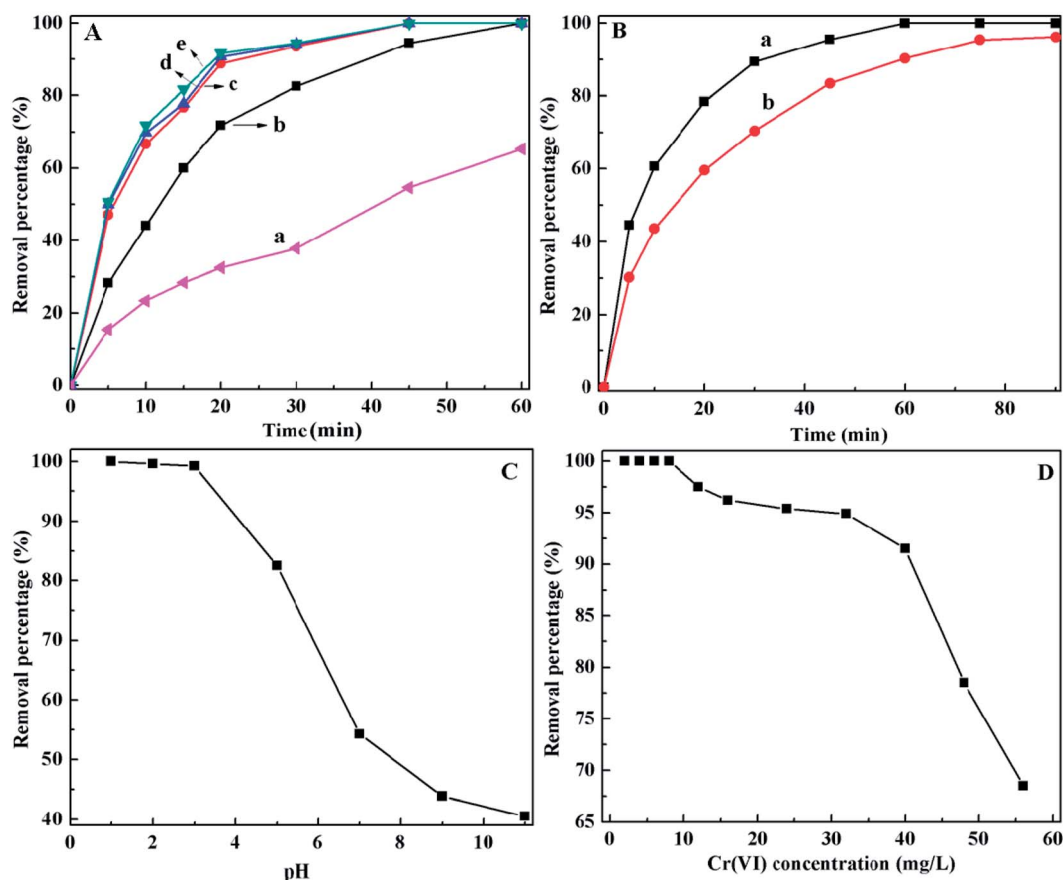 A
100
80
60
40
20
0
Removal percentage (%)
e
d
c
b
a
0 10 20 30 40 50 60
Time (min)
B
100
80
60
40
20
0
Removal percentage (%)
a
b
0 20 40 60 80
Time (min)
C
100
90
80
70
60
50
40
Removal percentage (%)
0 2 4 6 8 10
pH
D
100
95
90
85
80
75
70
65
Removal percentage (%)
0 10 20 30 40 50 60
Cr(VI) concentration (mg/L)